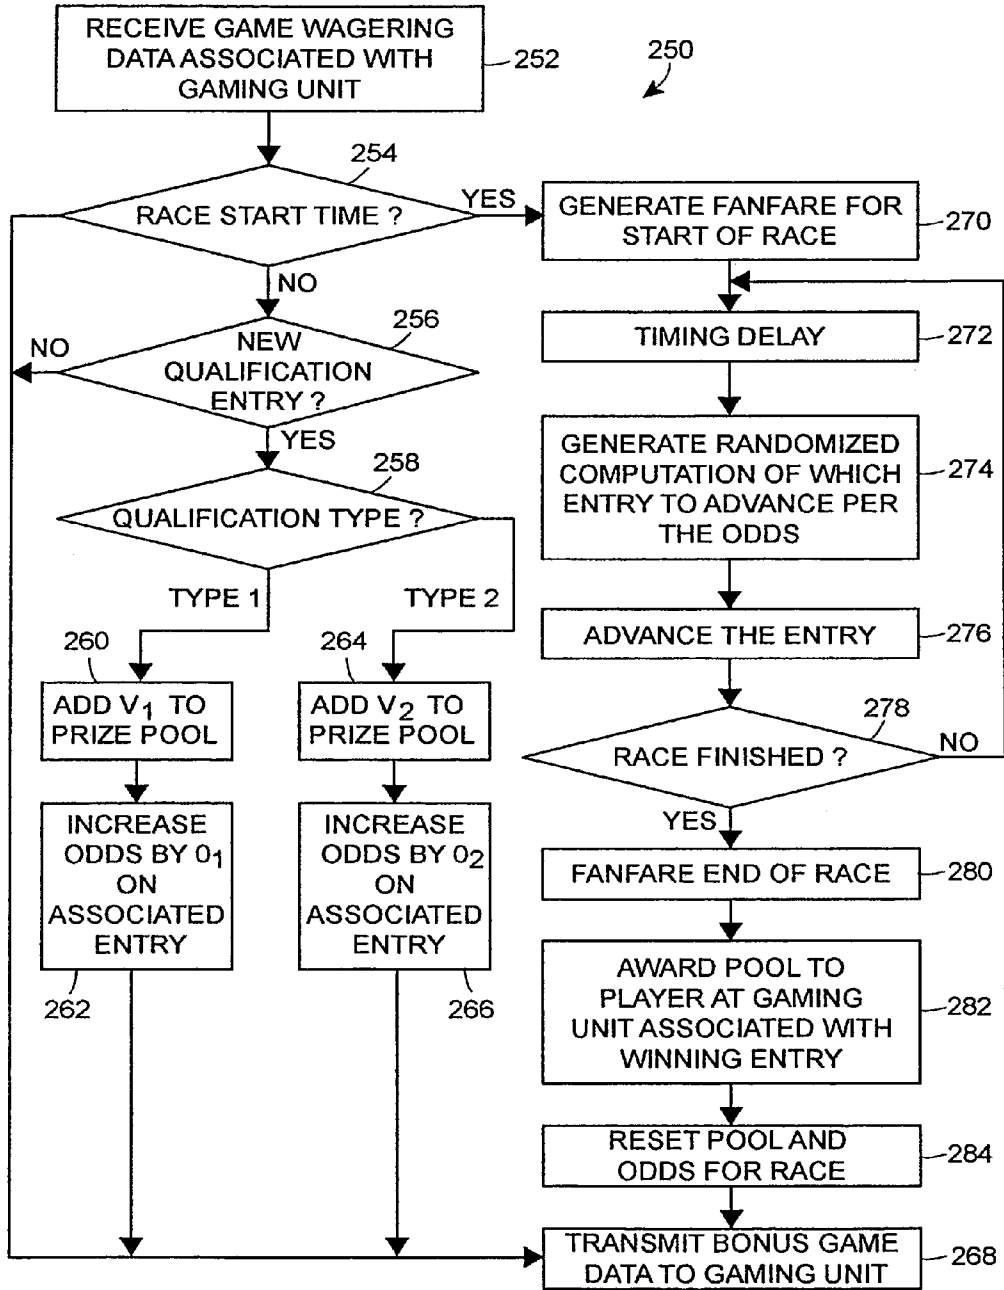 RECEIVE GAME WAGERING
DATA ASSOCIATED WITH
GAMING UNIT
252
250
254
RACE START TIME ?
YES
NO
GENERATE FANFARE FOR
START OF RACE
270
256
NEW
QUALIFICATION
ENTRY ?
NO
YES
TIMING DELAY
272
258
QUALIFICATION TYPE ?
TYPE 1
TYPE 2
GENERATE RANDOMIZED
COMPUTATION OF WHICH
ENTRY TO ADVANCE PER
THE ODDS
274
ADVANCE THE ENTRY
276
260
ADD V1 TO
PRIZE POOL
264
ADD V2 TO
PRIZE POOL
278
RACE FINISHED ?
NO
YES
INCREASE
ODDS BY O1
ON
ASSOCIATED
ENTRY
262
INCREASE
ODDS BY O2
ON
ASSOCIATED
ENTRY
266
FANFARE END OF RACE
280
AWARD POOL TO
PLAYER AT GAMING
UNIT ASSOCIATED WITH
WINNING ENTRY
282
RESET POOL AND
ODDS FOR RACE
284
TRANSMIT BONUS GAME
DATA TO GAMING UNIT
268